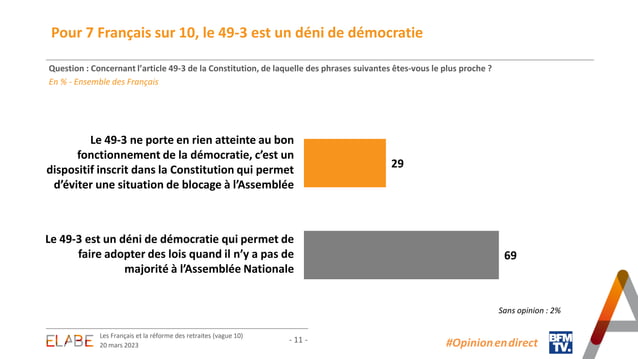 Pour 7 Français sur 10, le 49-3 est un déni de démocratie
Question : Concernant l'article 49-3 de la Constitution, de laquelle des phrases suivantes êtes-vous le plus proche ?
En % - Ensemble des Français
Le 49-3 ne porte en rien atteinte au bon
fonctionnement de la démocratie, c'est un
dispositif inscrit dans la Constitution qui permet
d'éviter une situation de blocage à l'Assemblée
29
Le 49-3 est un déni de démocratie qui permet de
faire adopter des lois quand il n'y a pas de
majorité à l'Assemblée Nationale
69
Sans opinion : 2%
ELABE
Les Français et la réforme des retraites (vague 10)
20 mars 2023
- 11 -
#Opinionendirect
BFM
TV.